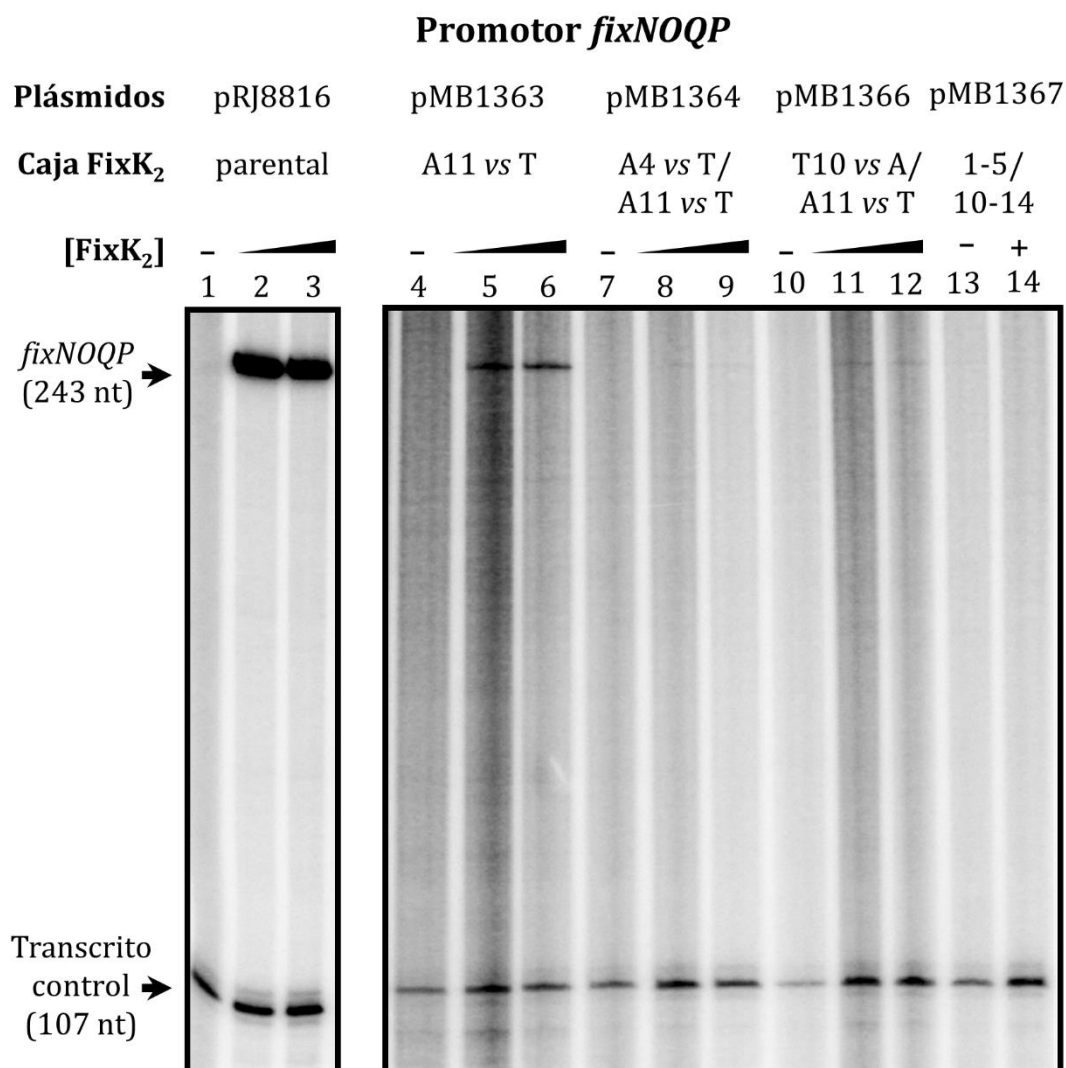 Promotor fixNOQP
Plásmidos pRJ8816 pMB1363 pMB1364 pMB1366 pMB1367
Caja FixK₂ parental A11 vs T A4 vs T/ T10 vs A/ 1-5/
A11 vs T A11 vs T 10-14
[FixK₂] – – – – – +
1 2 3 4 5 6 7 8 9 10 11 12 13 14
fixNOQP
(243 nt)
Transcrito
control
(107 nt)